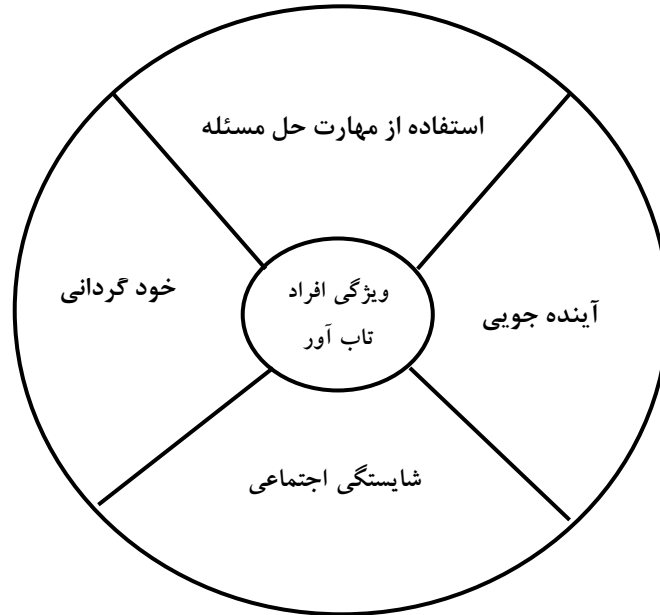 استفاده از مهارت حل مسئله
آینده جویی
ویژگی افراد
تاب آور
خود گردانی
شایستگی اجتماعی